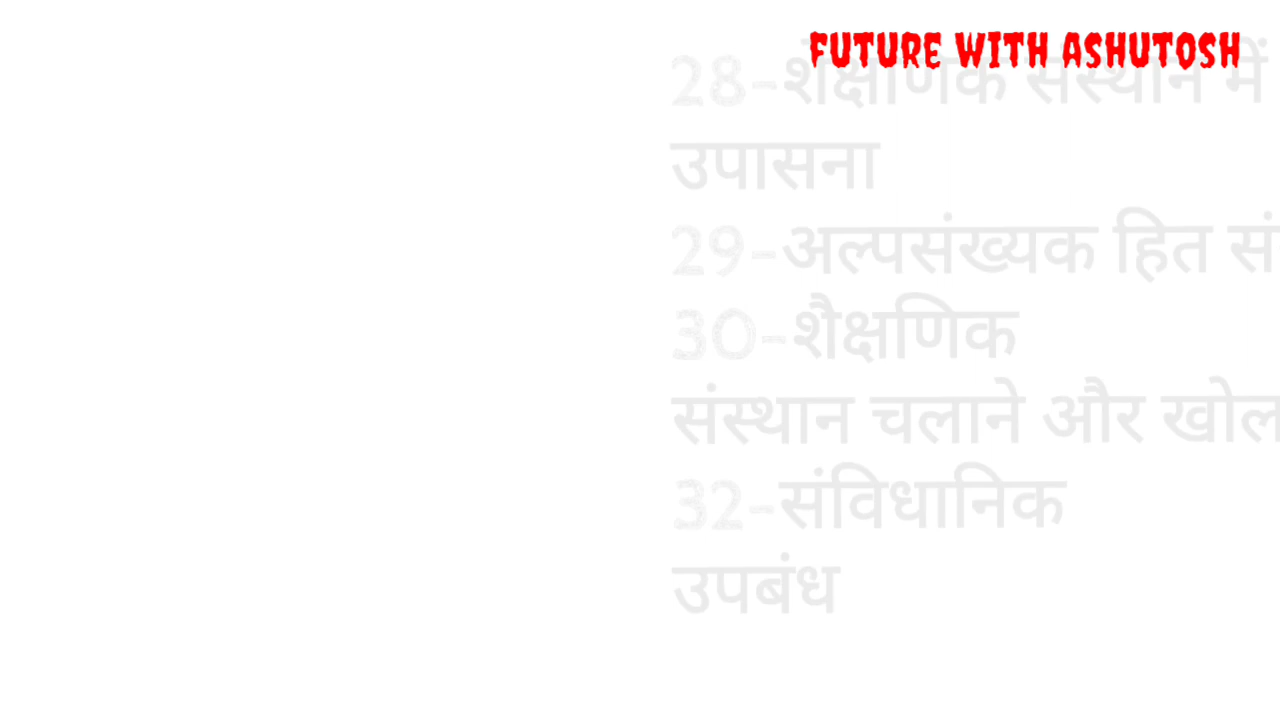 FUTURE WITH ASHUTOSH
28-शैक्षणिक संस्थान में
उपासना
29-अल्पसंख्यक हित
30-शैक्षणिक
संस्थान चलाने और
32-संविधानिक
उपबंध